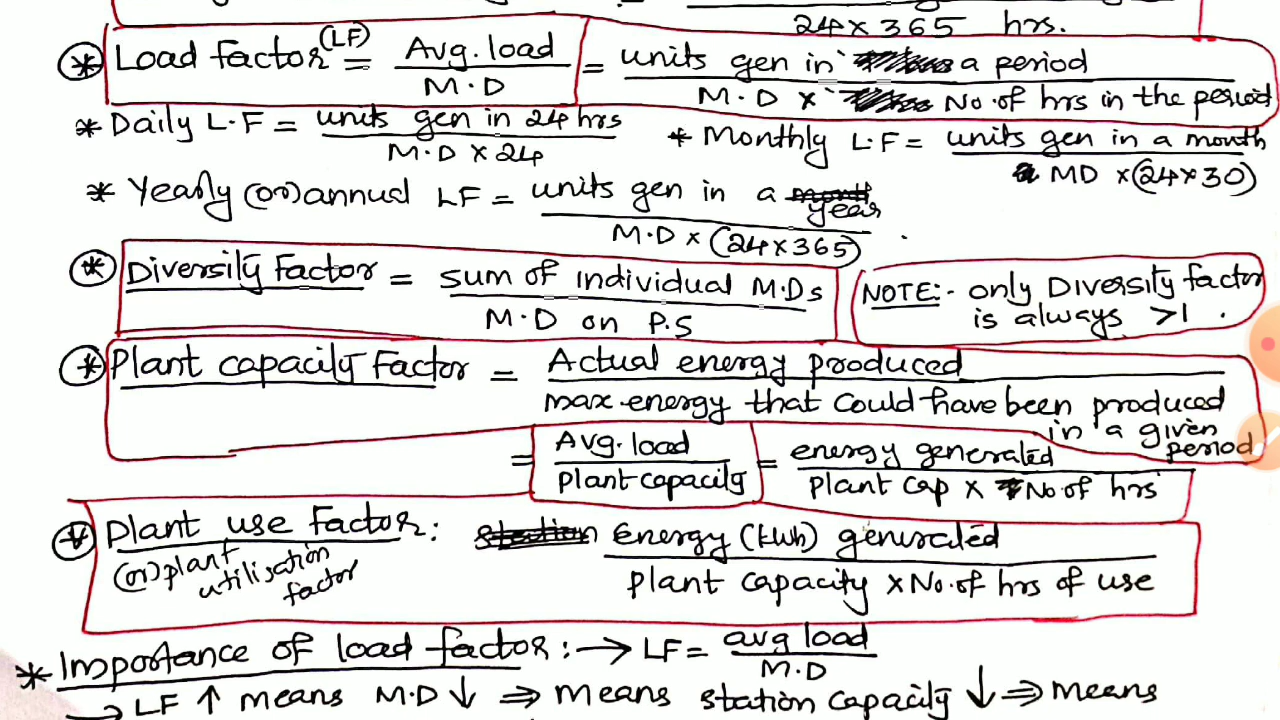 24×365 hrs.
* Load factor (LF) = Avg. load / M.D = units gen in a period / M.D × No. of hrs in the period
* Daily L.F = units gen in 24 hrs / M.D × 24 * Monthly L.F = units gen in a month / MD × (24×30)
* Yearly (or) annual LF = units gen in a year / M.D × (24×365)
* Diversity Factor = sum of individual M.Ds / M.D on P.S
NOTE:- only Diversity factor is always >1.
* Plant capacity Factor = Actual energy produced / max-energy that could have been produced in a given period
= Avg. load / plant capacity = energy generated / plant cap × No. of hrs
* Plant use Factor: Energy (kwh) generated / plant capacity × No. of hrs of use
(or) plant utilisation factor
* Importance of load factor: → LF = avg load / M.D
→ LF ↑ means M.D ↓ ⇒ means station capacity ↓ ⇒ means